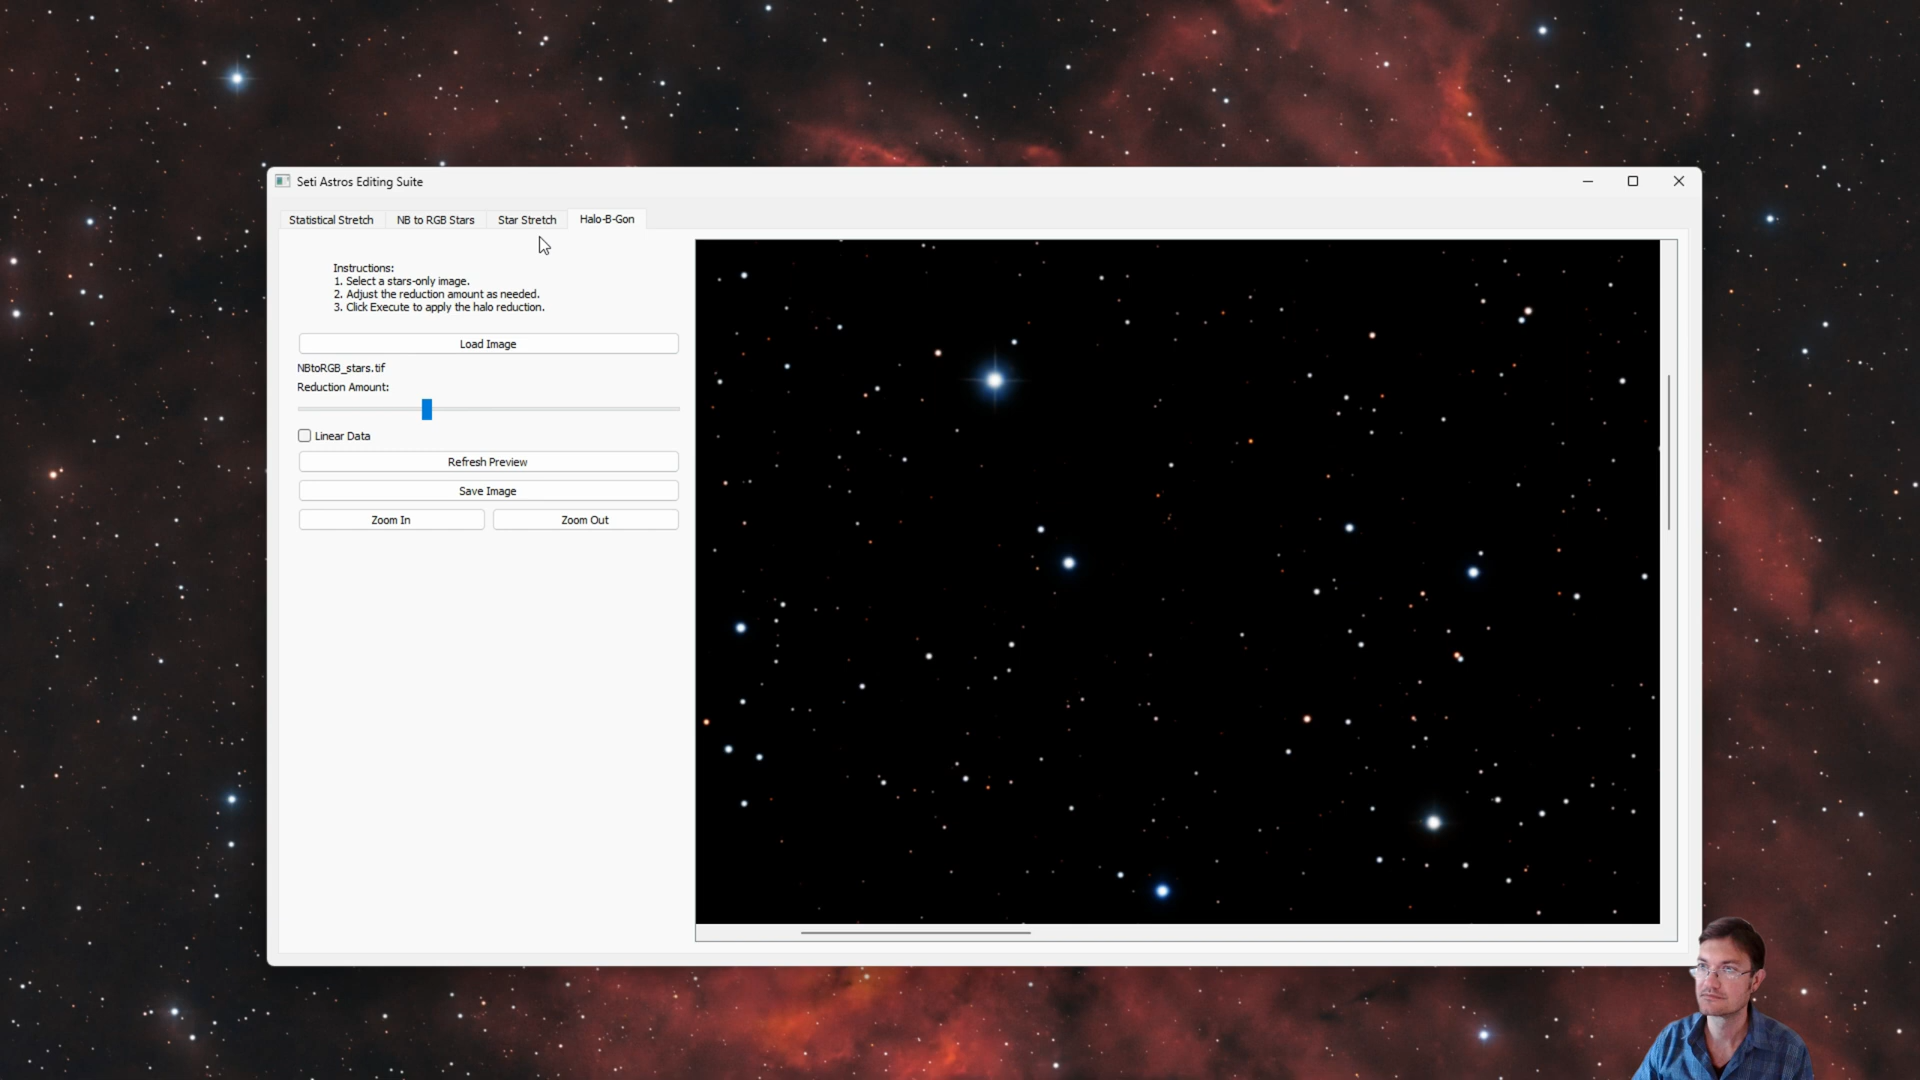 Seti Astros Editing Suite
Statistical Stretch
NB to RGB Stars
Star Stretch
Halo-B-Gon
Instructions:
1. Select a stars-only image.
2. Adjust the reduction amount as needed.
3. Click Execute to apply the halo reduction.
Load Image
NBtoRGB_stars.tif
Reduction Amount:
Linear Data
Refresh Preview
Save Image
Zoom In
Zoom Out